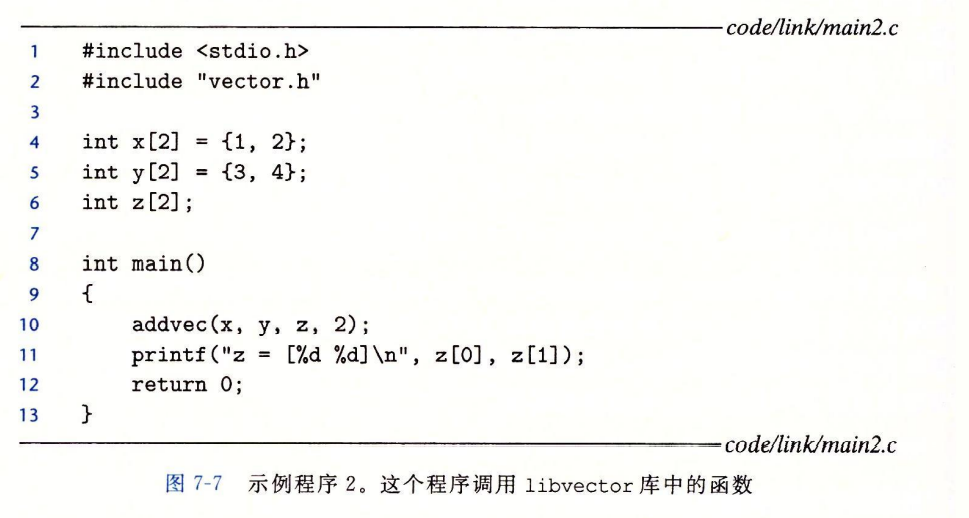 code/link/main2.c
1 #include <stdio.h>
2 #include "vector.h"
3
4 int x[2] = {1, 2};
5 int y[2] = {3, 4};
6 int z[2];
7
8 int main()
9 {
10 addvec(x, y, z, 2);
11 printf("z = [%d %d]\n", z[0], z[1]);
12 return 0;
13 }
code/link/main2.c
图 7-7 示例程序 2。这个程序调用 libvector 库中的函数